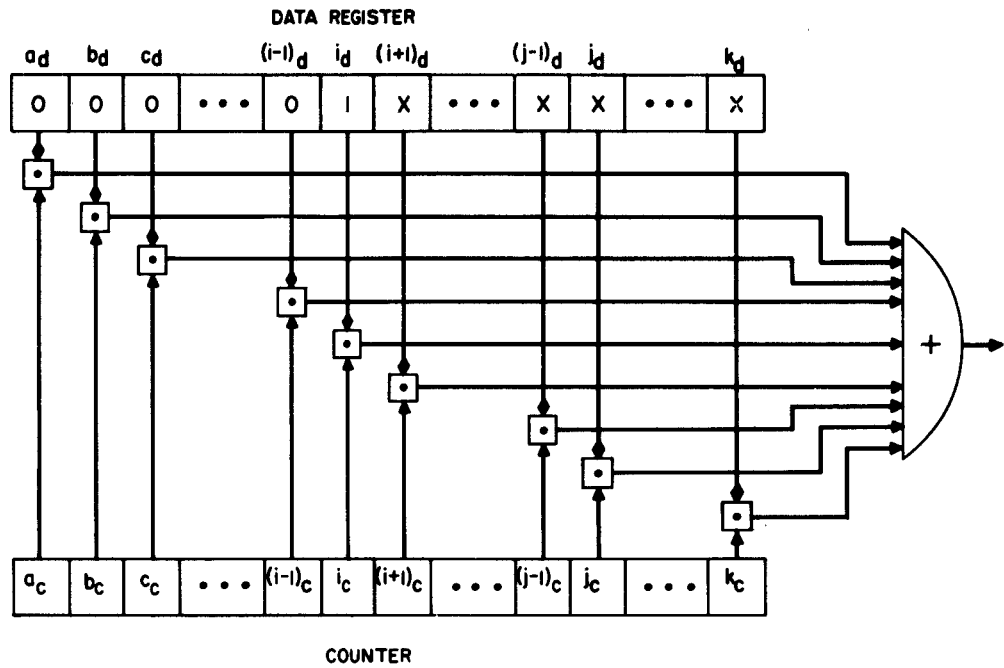 DATA REGISTER
a_d b_d c_d (i-1)_d i_d (i+1)_d (j-1)_d j_d k_d
0 0 0 ••• 0 1 X ••• X X ••• X
+
a_c b_c c_c ••• (i-1)_c i_c (i+1)_c ••• (j-1)_c j_c ••• k_c
COUNTER